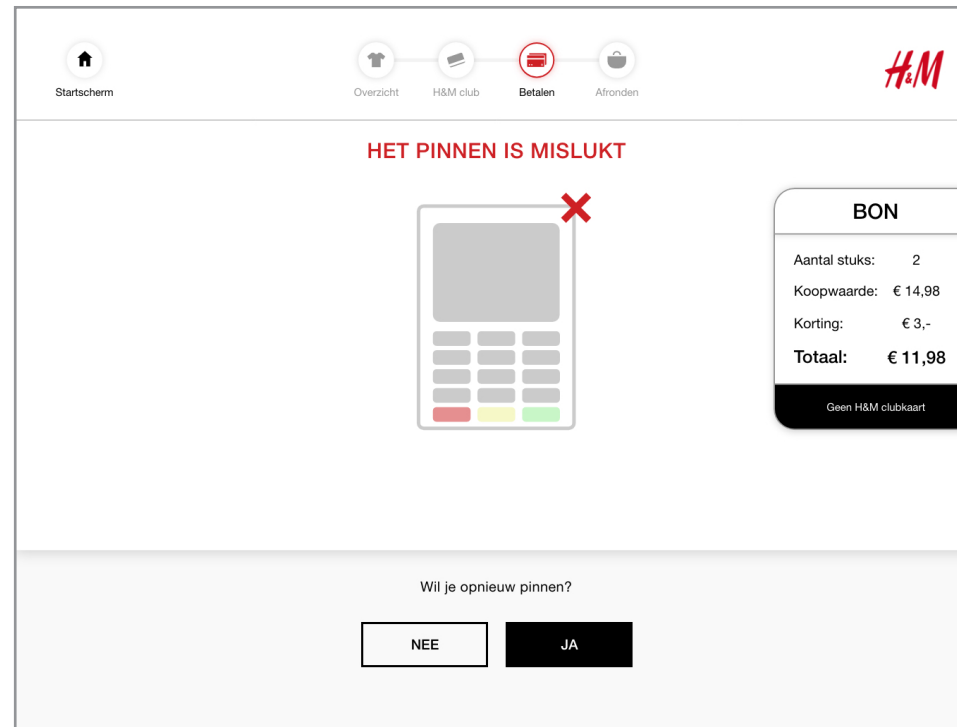 Startscherm
Overzicht
H&M club
Betalen
Afronden
H&M
HET PINNEN IS MISLUKT
BON
Aantal stuks: 2
Koopwaarde: € 14,98
Korting: € 3,-
Totaal: € 11,98
Geen H&M clubkaart
Wil je opnieuw pinnen?
NEE
JA